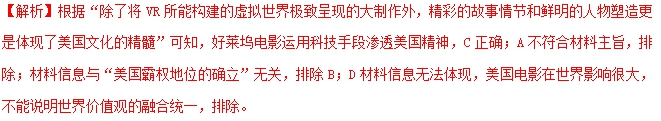 【解析】根据“除了将 VR 所能构建的虚拟世界极致呈现的大制作外，精彩的故事情节和鲜明的人物塑造更
是体现了美国文化的精髓”可知，好莱坞电影运用科技手段渗透美国精神，C 正确；A 不符合材料主旨，排
除；材料信息与“美国霸权地位的确立”无关，排除 B；D 材料信息无法体现，美国电影在世界影响很大，
不能说明世界价值观的融合统一，排除。